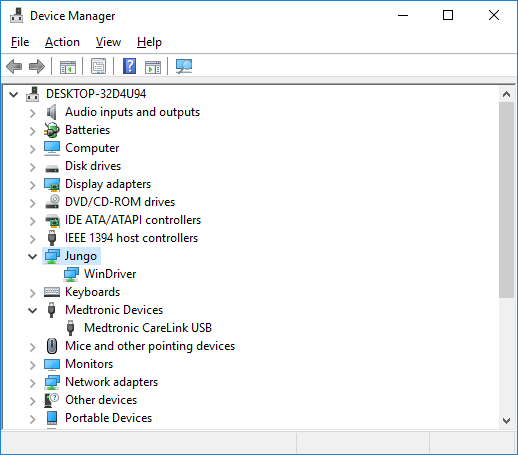 Device Manager
File Action View Help
DESKTOP-32D4U94
Audio inputs and outputs
Batteries
Computer
Disk drives
Display adapters
DVD/CD-ROM drives
IDE ATA/ATAPI controllers
IEEE 1394 host controllers
Jungo
WinDriver
Keyboards
Medtronic Devices
Medtronic CareLink USB
Mice and other pointing devices
Monitors
Network adapters
Other devices
Portable Devices